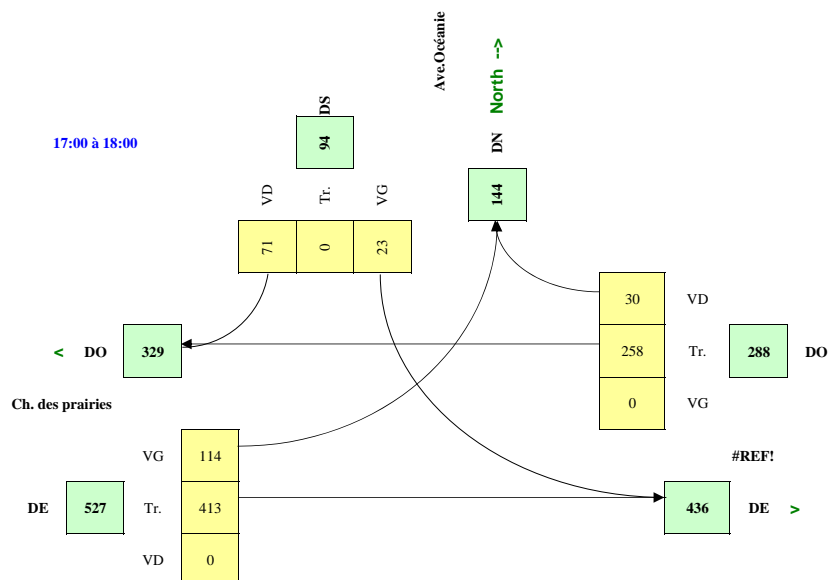 Ave.Océanie
North -->
DS
17:00 à 18:00
94
DN
VD Tr. VG
144
71 0 23
30 VD
< DO 329
258 Tr. 288 DO
Ch. des prairies
0 VG
VG 114
#REF!
DE 527 Tr. 413
436 DE >
VD 0